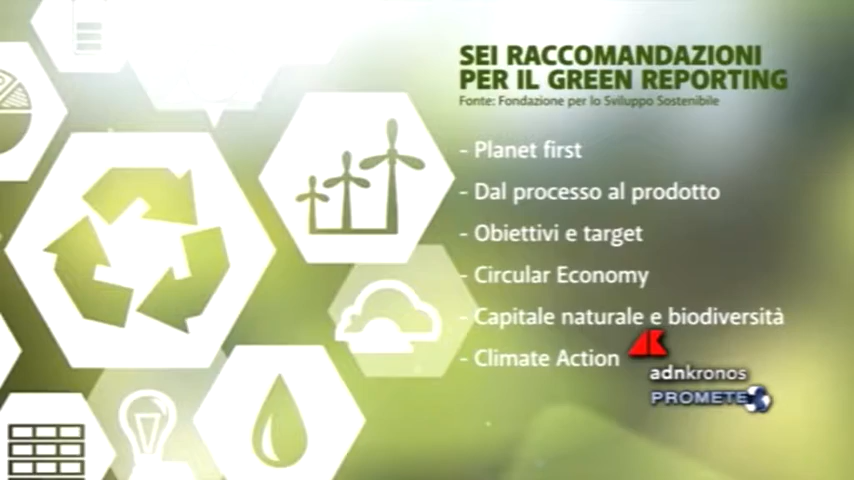 SEI RACCOMANDAZIONI
PER IL GREEN REPORTING
Fonte: Fondazione per lo Sviluppo Sostenibile
- Planet first
- Dal processo al prodotto
- Obiettivi e target
- Circular Economy
- Capitale naturale e biodiversità
- Climate Action
adnkronos
PROMETEO